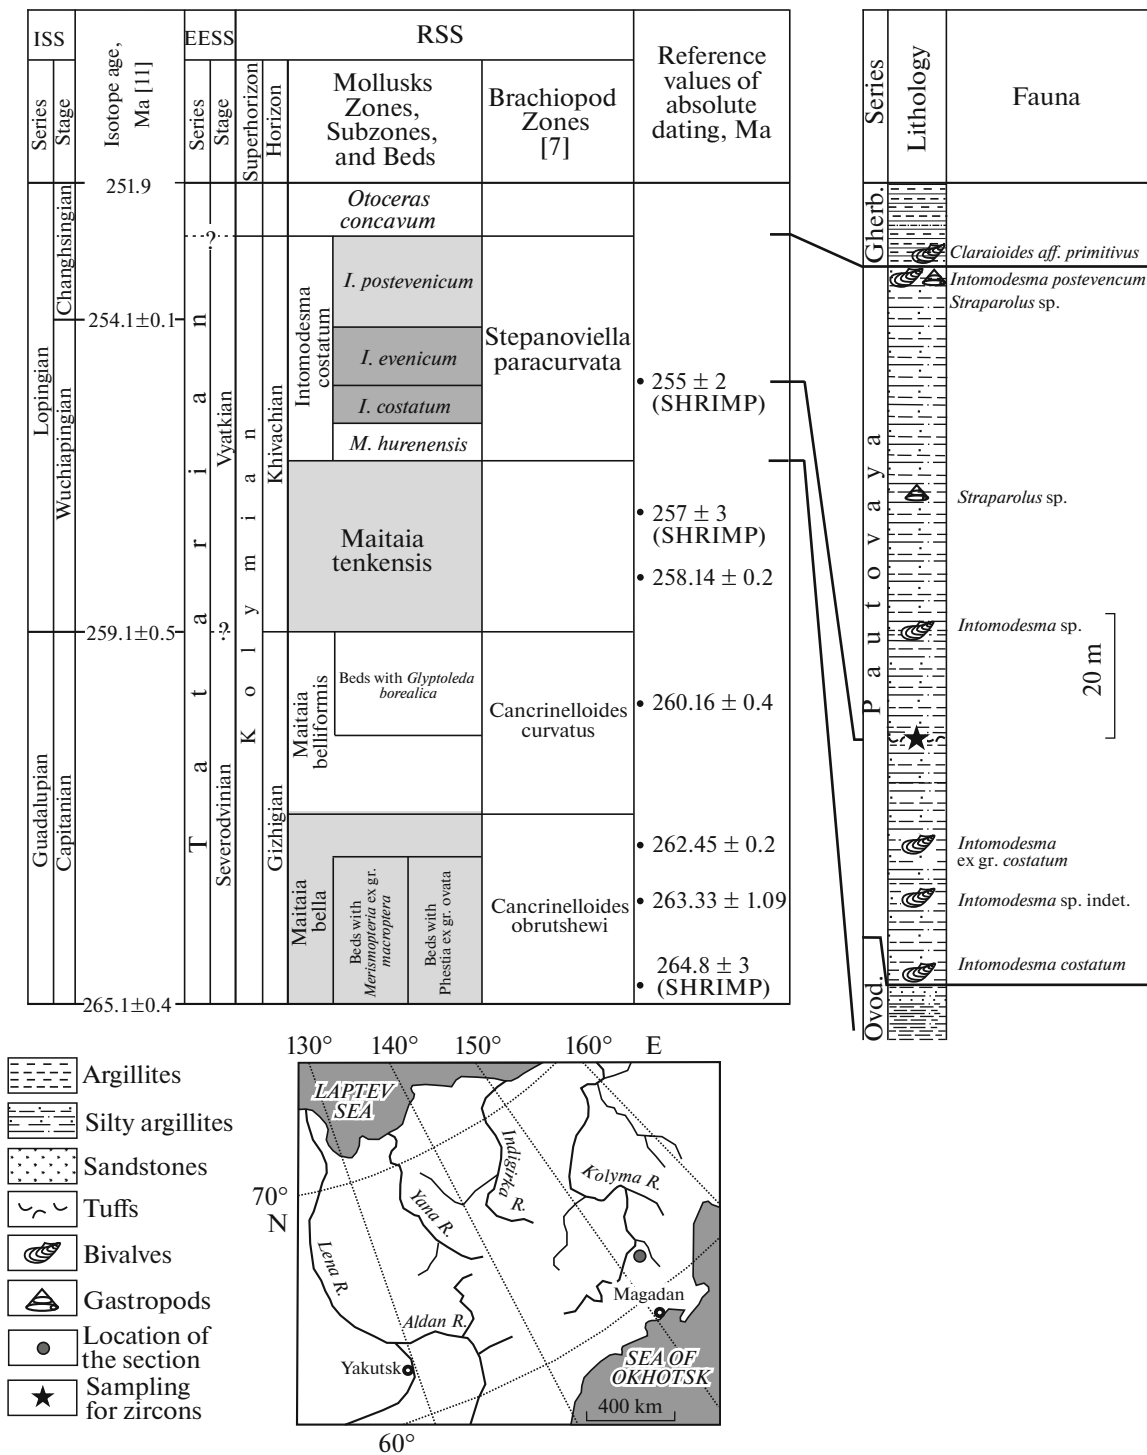 ISS
Isotope age,
Ma [11]
EESS
RSS
Reference
values of
absolute
dating, Ma
Series
Stage
Series
Stage
Superhorizon
Horizon
Mollusks
Zones,
Subzones,
and Beds
Brachiopod
Zones
[7]
Series
Lithology
Fauna
251.9
254.1±0.1
259.1±0.5
265.1±0.4
Lopingian
Guadalupian
Changhsingian
Wuchiapingian
Capitanian
Tatarian
?
Vyatkian
?
Severodvinian
Kolymian
Khivachian
Gizhigian
Otoceras
concavum
Intomodesma
costatum
I. postevenicum
I. evenicum
I. costatum
M. hurenensis
Maitaia
tenkensis
Maitaia
belliformis
Beds with Glyptoleda
borealica
Maitaia
bella
Beds with
Merismopteria ex gr.
macroptera
Beds with
Phestia ex gr. ovata
Stepanoviella
paracurvata
Cancrinelloides
curvatus
Cancrinelloides
obrutshewi
255 ± 2
(SHRIMP)
257 ± 3
(SHRIMP)
258.14 ± 0.2
260.16 ± 0.4
262.45 ± 0.2
263.33 ± 1.09
264.8 ± 3
(SHRIMP)
Gherb.
Pautovaya
Ovod.
Claraioides aff. primitivus
Intomodesma postevencum
Straparolus sp.
Straparolus sp.
Intomodesma sp.
20 m
Intomodesma
ex gr. costatum
Intomodesma sp. indet.
Intomodesma costatum
Argillites
Silty argillites
Sandstones
Tuffs
Bivalves
Gastropods
Location of
the section
Sampling
for zircons
130° 140° 150° 160° E
70°
N
60°
LAPTEV
SEA
Lena R.
Yana R.
Indigirka
R.
Kolyma R.
Aldan R.
Yakutsk
Magadan
SEA OF
OKHOTSK
400 km